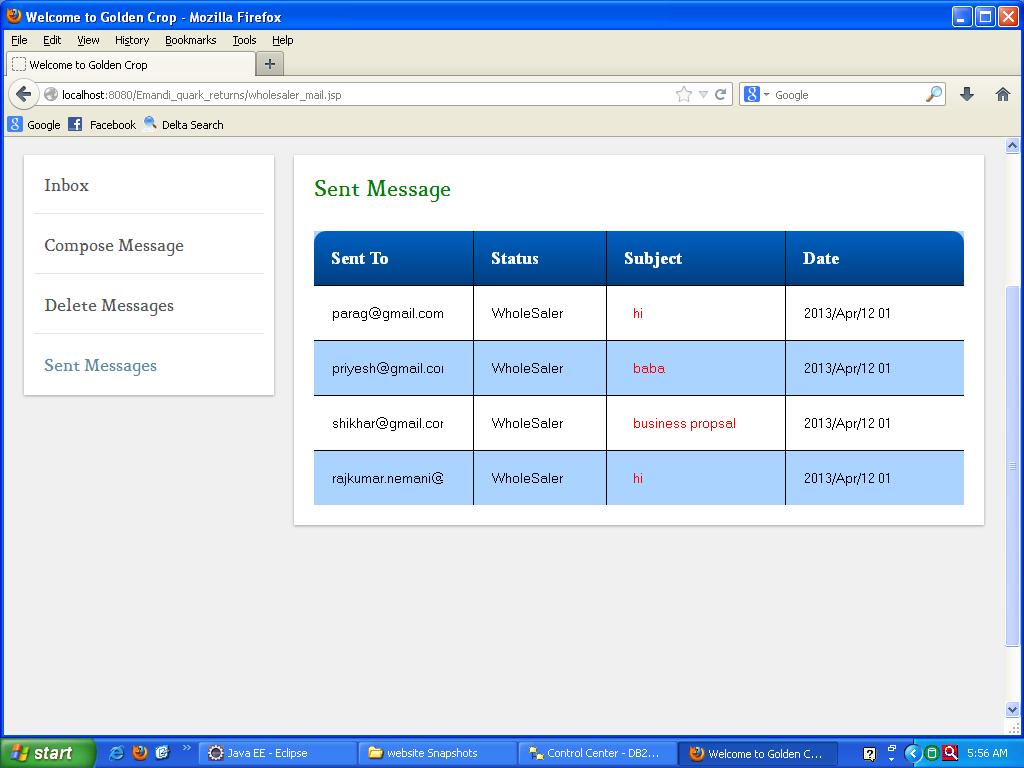 Welcome to Golden Crop - Mozilla Firefox
File Edit View History Bookmarks Tools Help
Welcome to Golden Crop
localhost:8080/Emandi_quark_returns/wholesaler_mail.jsp Google
Google Facebook Delta Search
Inbox
Compose Message
Delete Messages
Sent Messages
Sent Message
Sent To Status Subject Date
parag@gmail.com WholeSaler hi 2013/Apr/12 01
priyesh@gmail.co WholeSaler baba 2013/Apr/12 01
shikhar@gmail.co WholeSaler business propsal 2013/Apr/12 01
rajkumar.nemani@ WholeSaler hi 2013/Apr/12 01
start Java EE - Eclipse website Snapshots Control Center - DB2... Welcome to Golden C... 5:56 AM